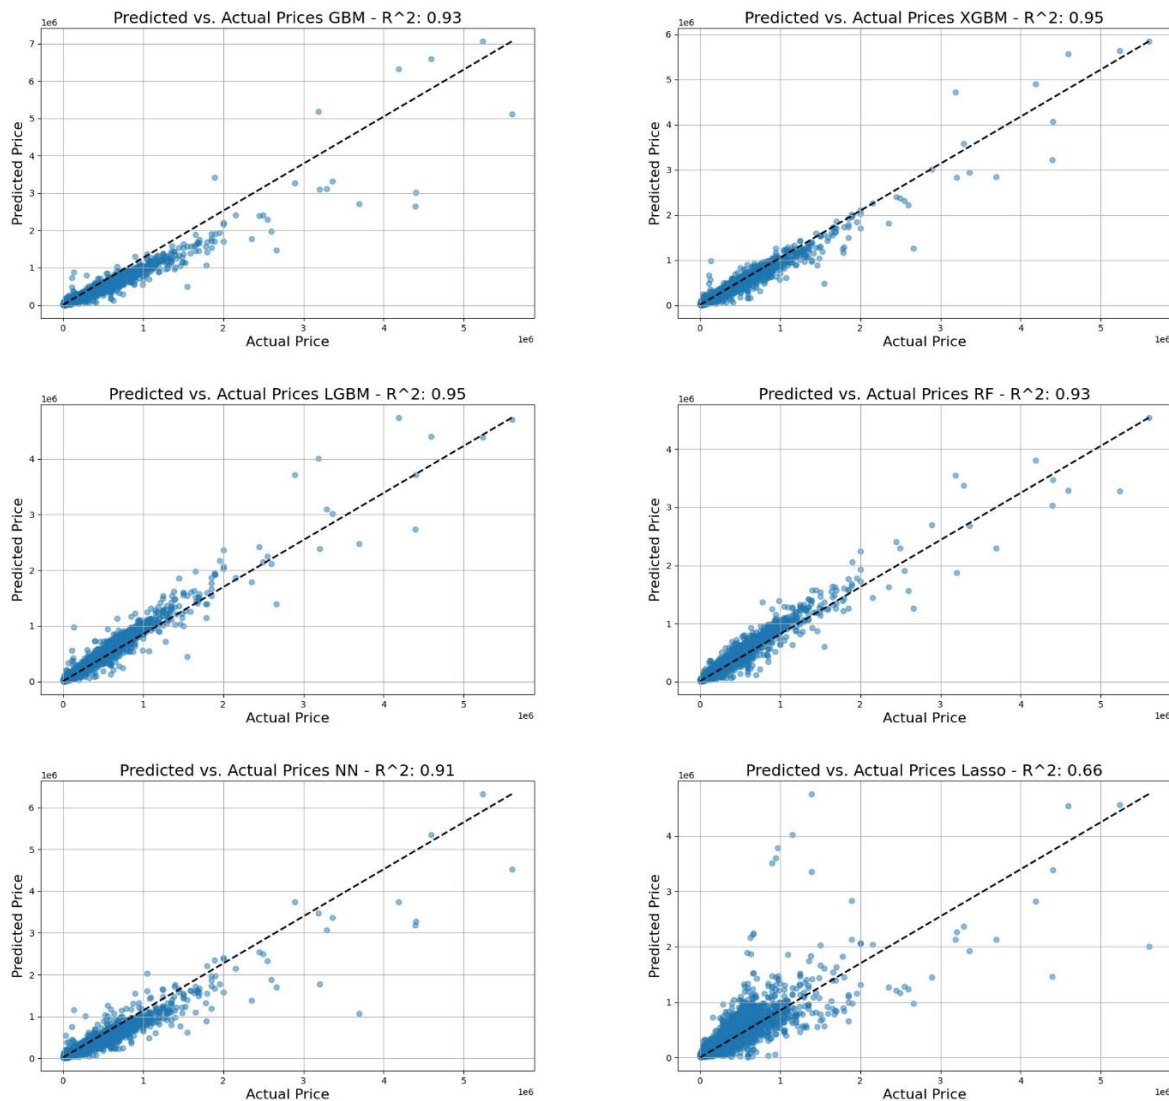 Predicted vs. Actual Prices GBM - R^2: 0.93
1e6
7
6
5
4
3
2
1
0
Predicted Price
0 1 2 3 4 5
1e6
Actual Price
Predicted vs. Actual Prices XGBM - R^2: 0.95
1e6
6
5
4
3
2
1
0
Predicted Price
0 1 2 3 4 5
1e6
Actual Price
Predicted vs. Actual Prices LGBM - R^2: 0.95
1e6
4
3
2
1
0
Predicted Price
0 1 2 3 4 5
1e6
Actual Price
Predicted vs. Actual Prices RF - R^2: 0.93
1e6
4
3
2
1
0
Predicted Price
0 1 2 3 4 5
1e6
Actual Price
Predicted vs. Actual Prices NN - R^2: 0.91
1e6
6
5
4
3
2
1
0
Predicted Price
0 1 2 3 4 5
1e6
Actual Price
Predicted vs. Actual Prices Lasso - R^2: 0.66
1e6
4
3
2
1
0
Predicted Price
0 1 2 3 4 5
1e6
Actual Price